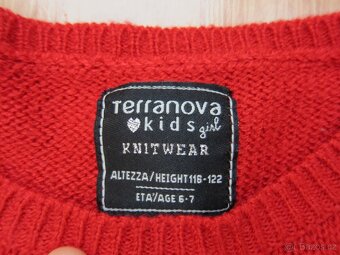 terranova
kids girl
KNITWEAR
ALTEZZA/HEIGHT 116-122
ETA'/AGE 6-7